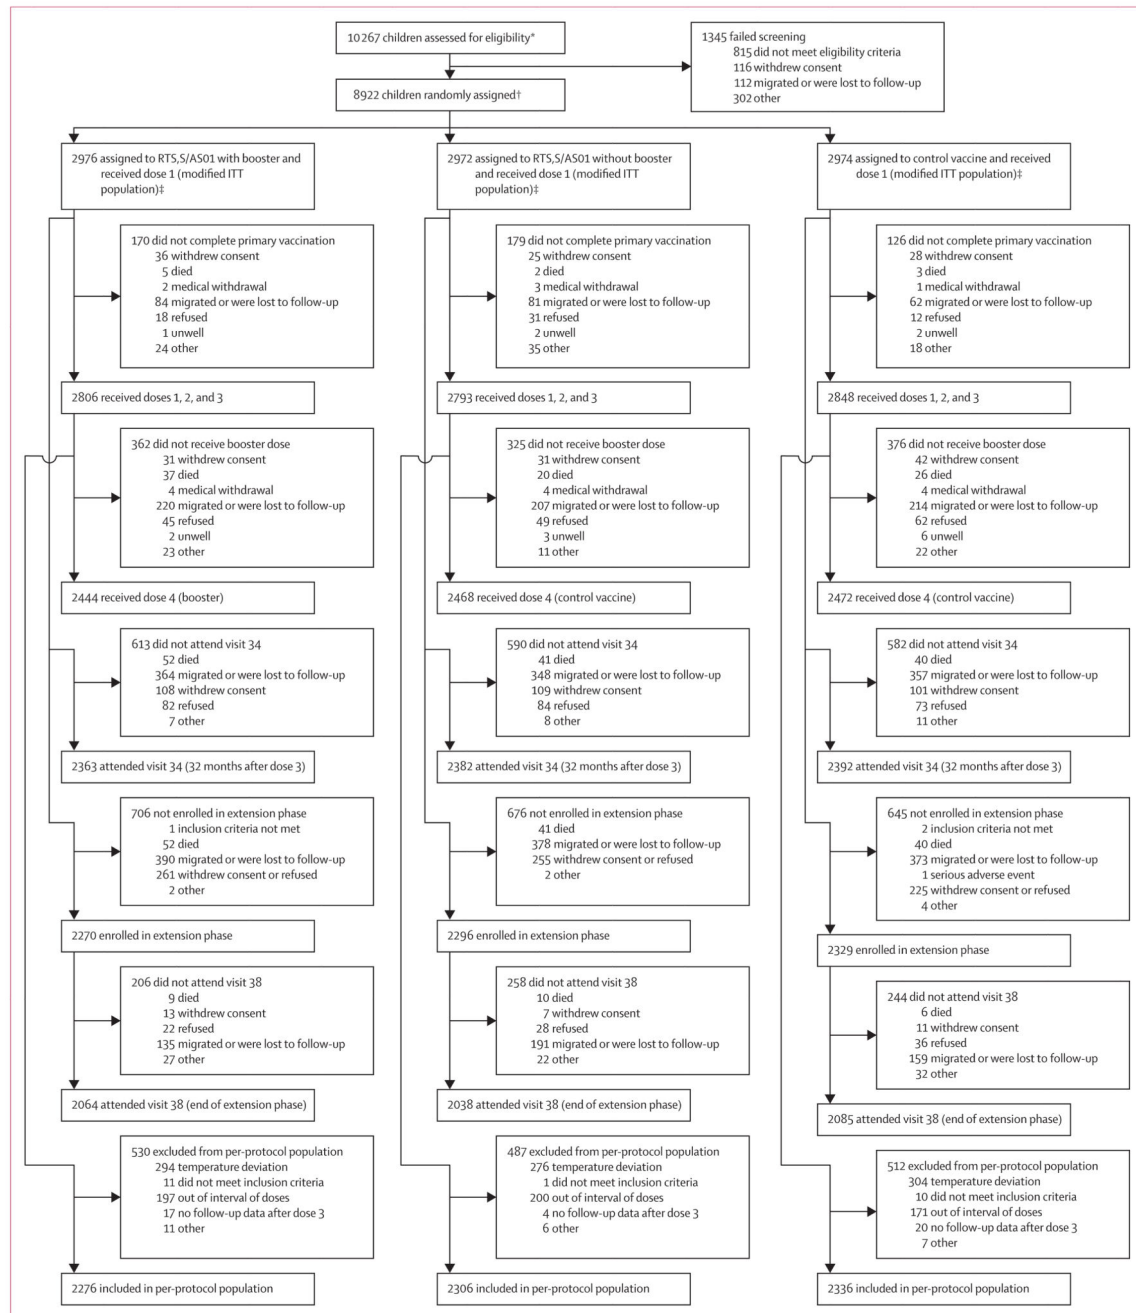 10 267 children assessed for eligibility*
1345 failed screening
815 did not meet eligibility criteria
116 withdrew consent
112 migrated or were lost to follow-up
302 other
8922 children randomly assigned†
2976 assigned to RTS,S/AS01 with booster and
received dose 1 (modified ITT
population)‡
2972 assigned to RTS,S/AS01 without booster
and received dose 1 (modified ITT
population)‡
2974 assigned to control vaccine and received
dose 1 (modified ITT population)‡
170 did not complete primary vaccination
36 withdrew consent
5 died
2 medical withdrawal
84 migrated or were lost to follow-up
18 refused
1 unwell
24 other
179 did not complete primary vaccination
25 withdrew consent
2 died
3 medical withdrawal
81 migrated or were lost to follow-up
31 refused
2 unwell
35 other
126 did not complete primary vaccination
28 withdrew consent
3 died
1 medical withdrawal
62 migrated or were lost to follow-up
12 refused
2 unwell
18 other
2806 received doses 1, 2, and 3
2793 received doses 1, 2, and 3
2848 received doses 1, 2, and 3
362 did not receive booster dose
31 withdrew consent
37 died
4 medical withdrawal
220 migrated or were lost to follow-up
45 refused
2 unwell
23 other
325 did not receive booster dose
31 withdrew consent
20 died
4 medical withdrawal
207 migrated or were lost to follow-up
49 refused
3 unwell
11 other
376 did not receive booster dose
42 withdrew consent
26 died
4 medical withdrawal
214 migrated or were lost to follow-up
62 refused
6 unwell
22 other
2444 received dose 4 (booster)
2468 received dose 4 (control vaccine)
2472 received dose 4 (control vaccine)
613 did not attend visit 34
52 died
364 migrated or were lost to follow-up
108 withdrew consent
82 refused
7 other
590 did not attend visit 34
41 died
348 migrated or were lost to follow-up
109 withdrew consent
84 refused
8 other
582 did not attend visit 34
40 died
357 migrated or were lost to follow-up
101 withdrew consent
73 refused
11 other
2363 attended visit 34 (32 months after dose 3)
2382 attended visit 34 (32 months after dose 3)
2392 attended visit 34 (32 months after dose 3)
706 not enrolled in extension phase
1 inclusion criteria not met
52 died
390 migrated or were lost to follow-up
261 withdrew consent or refused
2 other
676 not enrolled in extension phase
41 died
378 migrated or were lost to follow-up
255 withdrew consent or refused
2 other
645 not enrolled in extension phase
2 inclusion criteria not met
40 died
373 migrated or were lost to follow-up
1 serious adverse event
225 withdrew consent or refused
4 other
2270 enrolled in extension phase
2296 enrolled in extension phase
2329 enrolled in extension phase
206 did not attend visit 38
9 died
13 withdrew consent
22 refused
135 migrated or were lost to follow-up
27 other
258 did not attend visit 38
10 died
7 withdrew consent
28 refused
191 migrated or were lost to follow-up
22 other
244 did not attend visit 38
6 died
11 withdrew consent
36 refused
159 migrated or were lost to follow-up
32 other
2064 attended visit 38 (end of extension phase)
2038 attended visit 38 (end of extension phase)
2085 attended visit 38 (end of extension phase)
530 excluded from per-protocol population
294 temperature deviation
11 did not meet inclusion criteria
197 out of interval of doses
17 no follow-up data after dose 3
11 other
487 excluded from per-protocol population
276 temperature deviation
1 did not meet inclusion criteria
200 out of interval of doses
4 no follow-up data after dose 3
6 other
512 excluded from per-protocol population
304 temperature deviation
10 did not meet inclusion criteria
171 out of interval of doses
20 no follow-up data after dose 3
7 other
2276 included in per-protocol population
2306 included in per-protocol population
2336 included in per-protocol population